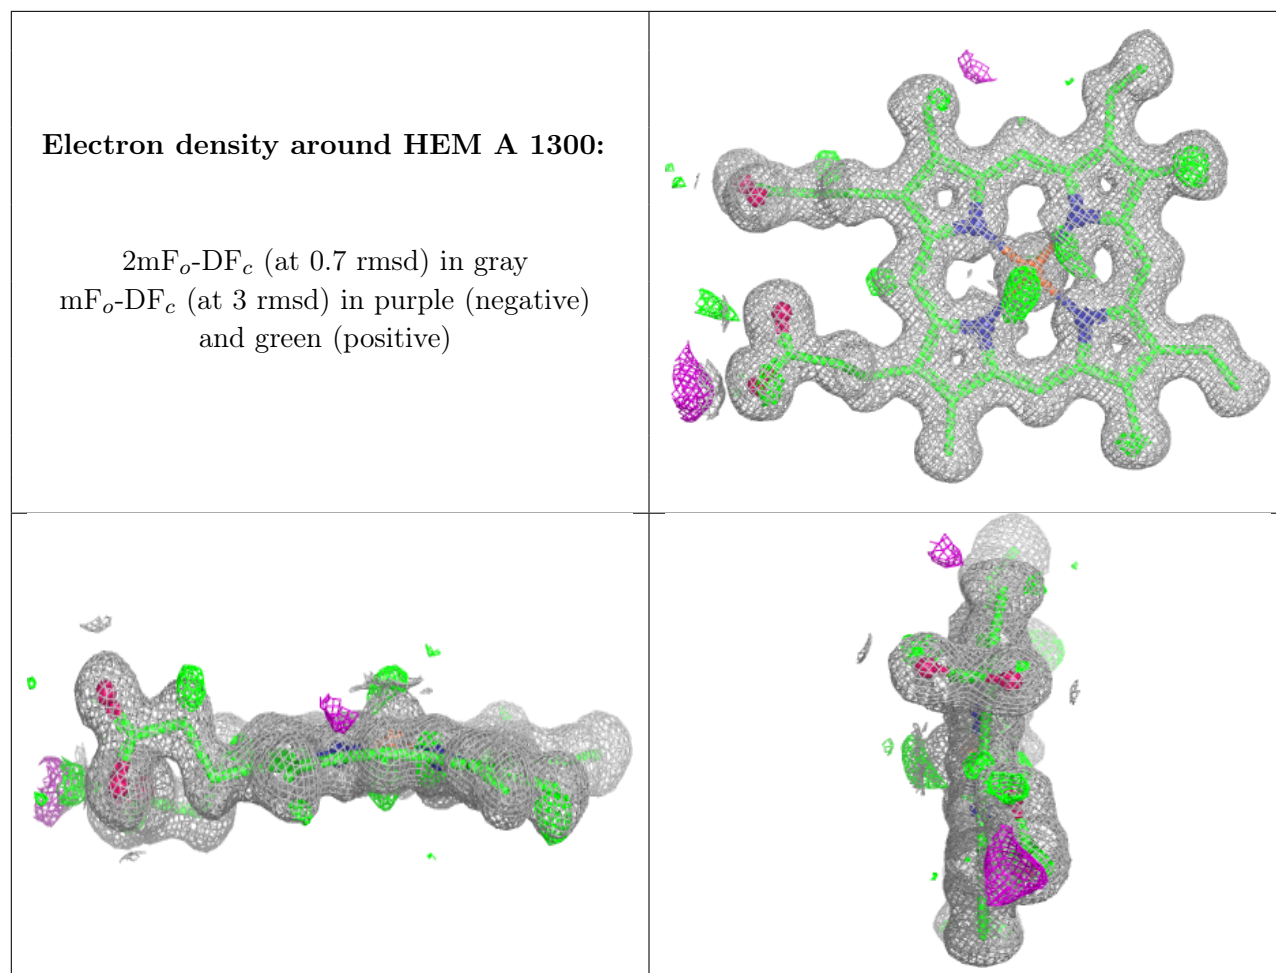 Electron density around HEM A 1300:
2mFo-DFc (at 0.7 rmsd) in gray
mFo-DFc (at 3 rmsd) in purple (negative)
and green (positive)